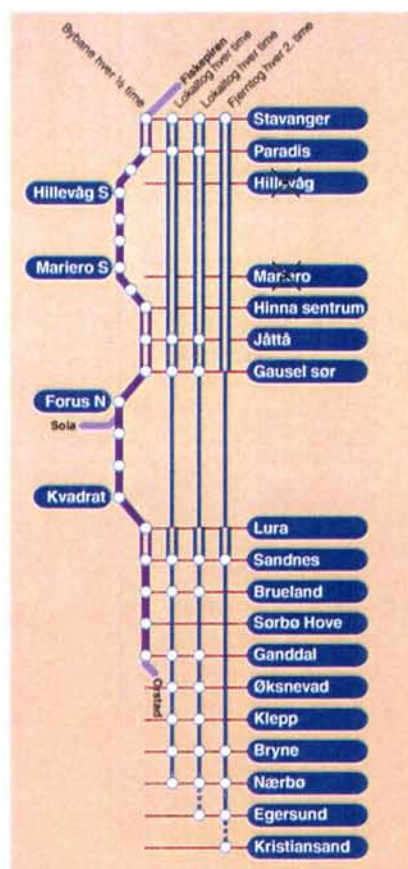 Bybane hver ½ time
Fiskepiren
Lokaltog hver time
Lokaltog hver time
Fjerntog hver 2. time
Stavanger
Paradis
Hillevåg
Hillevåg S
Mariero S
Mariero
Hinna sentrum
Jåttå
Gausel sør
Forus N
Sola
Kvadrat
Lura
Sandnes
Brueland
Sørbø Hove
Ganddal
Orstad
Øksnevad
Klepp
Bryne
Nærbø
Egersund
Kristiansand